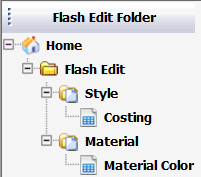 Flash Edit Folder
Home
Flash Edit
Style
Costing
Material
Material Color